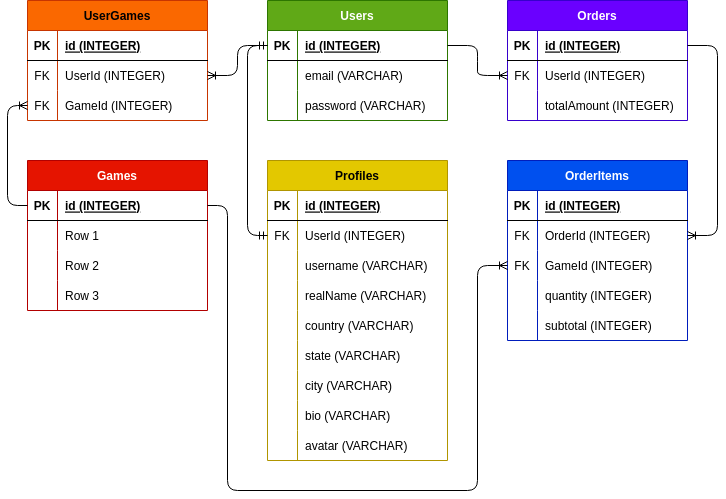 UserGames
PK id (INTEGER)
FK UserId (INTEGER)
FK GameId (INTEGER)
Users
PK id (INTEGER)
email (VARCHAR)
password (VARCHAR)
Orders
PK id (INTEGER)
FK UserId (INTEGER)
totalAmount (INTEGER)
Games
PK id (INTEGER)
Row 1
Row 2
Row 3
Profiles
PK id (INTEGER)
FK UserId (INTEGER)
username (VARCHAR)
realName (VARCHAR)
country (VARCHAR)
state (VARCHAR)
city (VARCHAR)
bio (VARCHAR)
avatar (VARCHAR)
OrderItems
PK id (INTEGER)
FK OrderId (INTEGER)
FK GameId (INTEGER)
quantity (INTEGER)
subtotal (INTEGER)